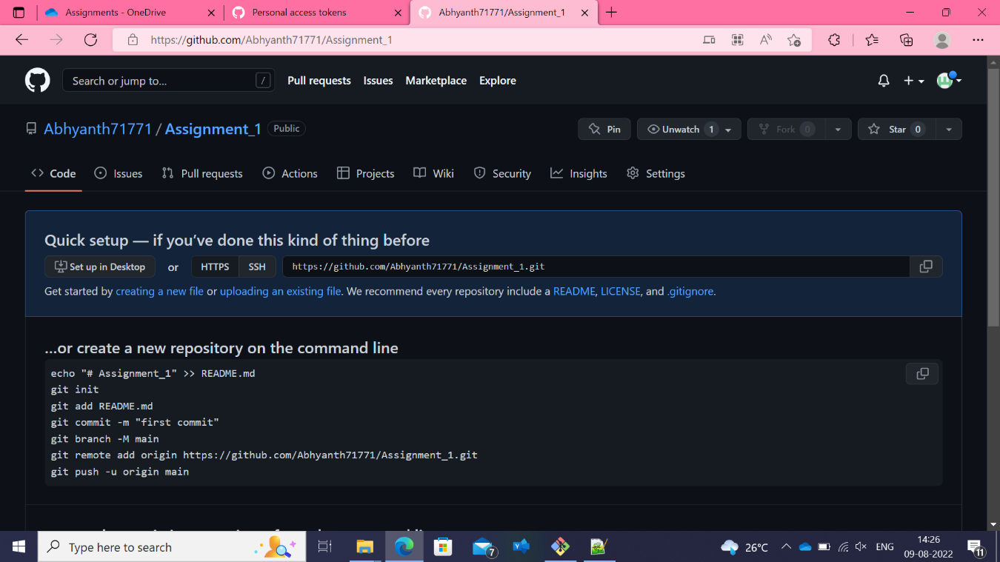 Assignments - OneDrive
Personal access tokens
Abhyanth71771/Assignment_1
https://github.com/Abhyanth71771/Assignment_1
Search or jump to... /
Pull requests Issues Marketplace Explore
Abhyanth71771 / Assignment_1 Public
Pin Unwatch 1 Fork 0 Star 0
Code Issues Pull requests Actions Projects Wiki Security Insights Settings
Quick setup — if you’ve done this kind of thing before
Set up in Desktop or HTTPS SSH https://github.com/Abhyanth71771/Assignment_1.git
Get started by creating a new file or uploading an existing file. We recommend every repository include a README, LICENSE, and .gitignore.
…or create a new repository on the command line
echo "# Assignment_1" >> README.md
git init
git add README.md
git commit -m "first commit"
git branch -M main
git remote add origin https://github.com/Abhyanth71771/Assignment_1.git
git push -u origin main
Type here to search
7
26°C ENG
14:26
09-08-2022
11